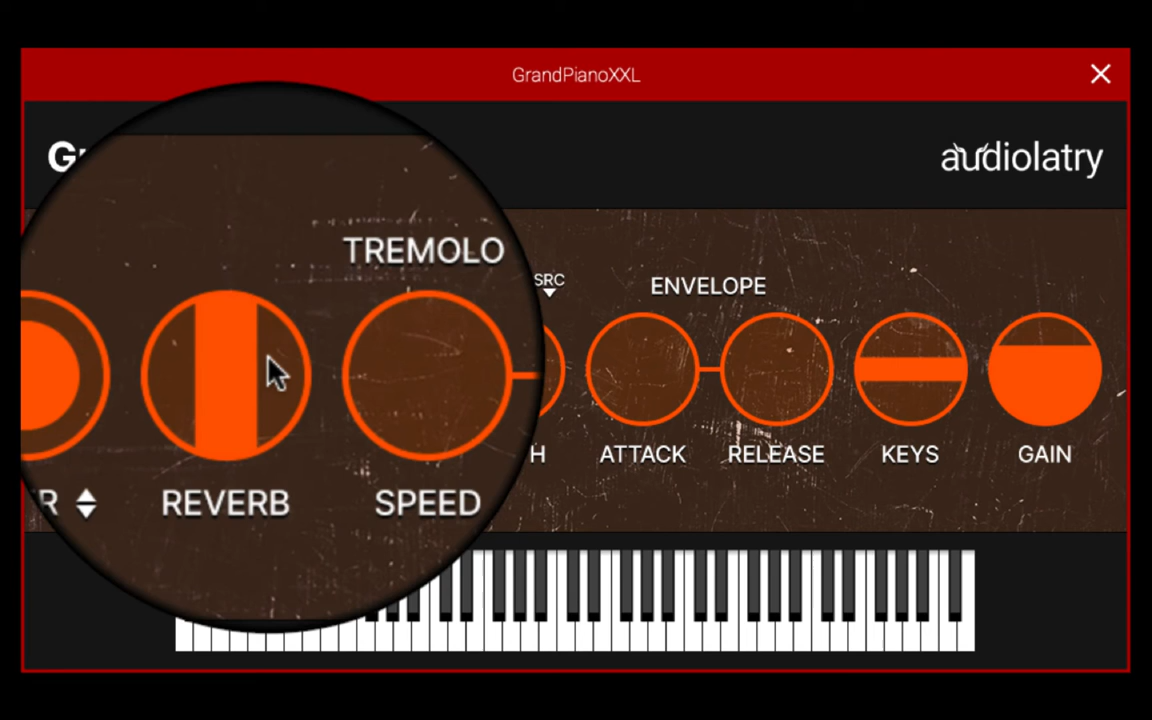 GrandPianoXXL
audiolatry
TREMOLO
SRC
ENVELOPE
REVERB
SPEED
ATTACK
RELEASE
KEYS
GAIN